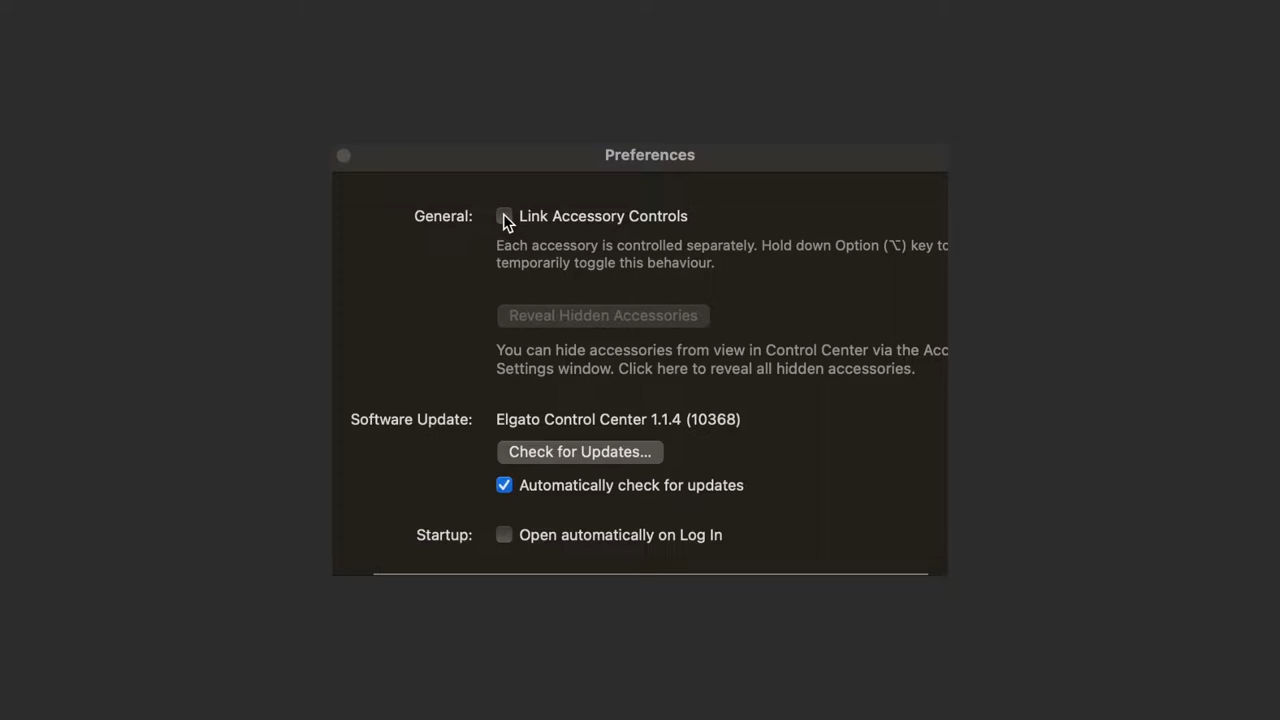 Preferences
General: Link Accessory Controls
Each accessory is controlled separately. Hold down Option (⌥) key to
temporarily toggle this behaviour.
Reveal Hidden Accessories
You can hide accessories from view in Control Center via the Acc
Settings window. Click here to reveal all hidden accessories.
Software Update: Elgato Control Center 1.1.4 (10368)
Check for Updates...
Automatically check for updates
Startup: Open automatically on Log In